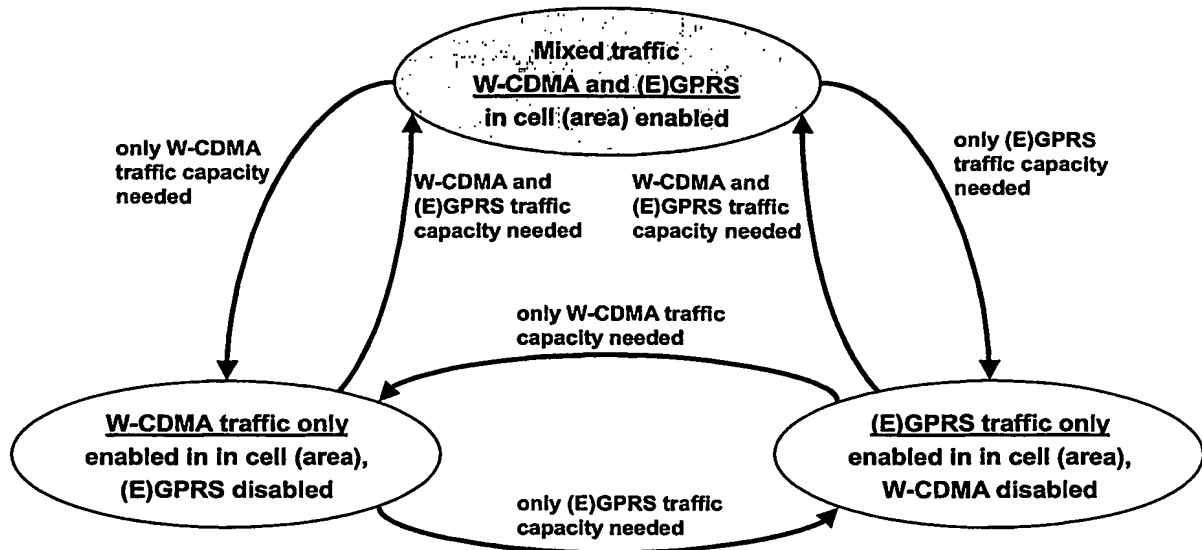 Mixed traffic
W-CDMA and (E)GPRS
in cell (area) enabled
only W-CDMA
traffic capacity
needed
W-CDMA and
(E)GPRS traffic
capacity needed
W-CDMA and
(E)GPRS traffic
capacity needed
only (E)GPRS
traffic capacity
needed
only W-CDMA traffic
capacity needed
W-CDMA traffic only
enabled in in cell (area),
(E)GPRS disabled
(E)GPRS traffic only
enabled in in cell (area),
W-CDMA disabled
only (E)GPRS traffic
capacity needed